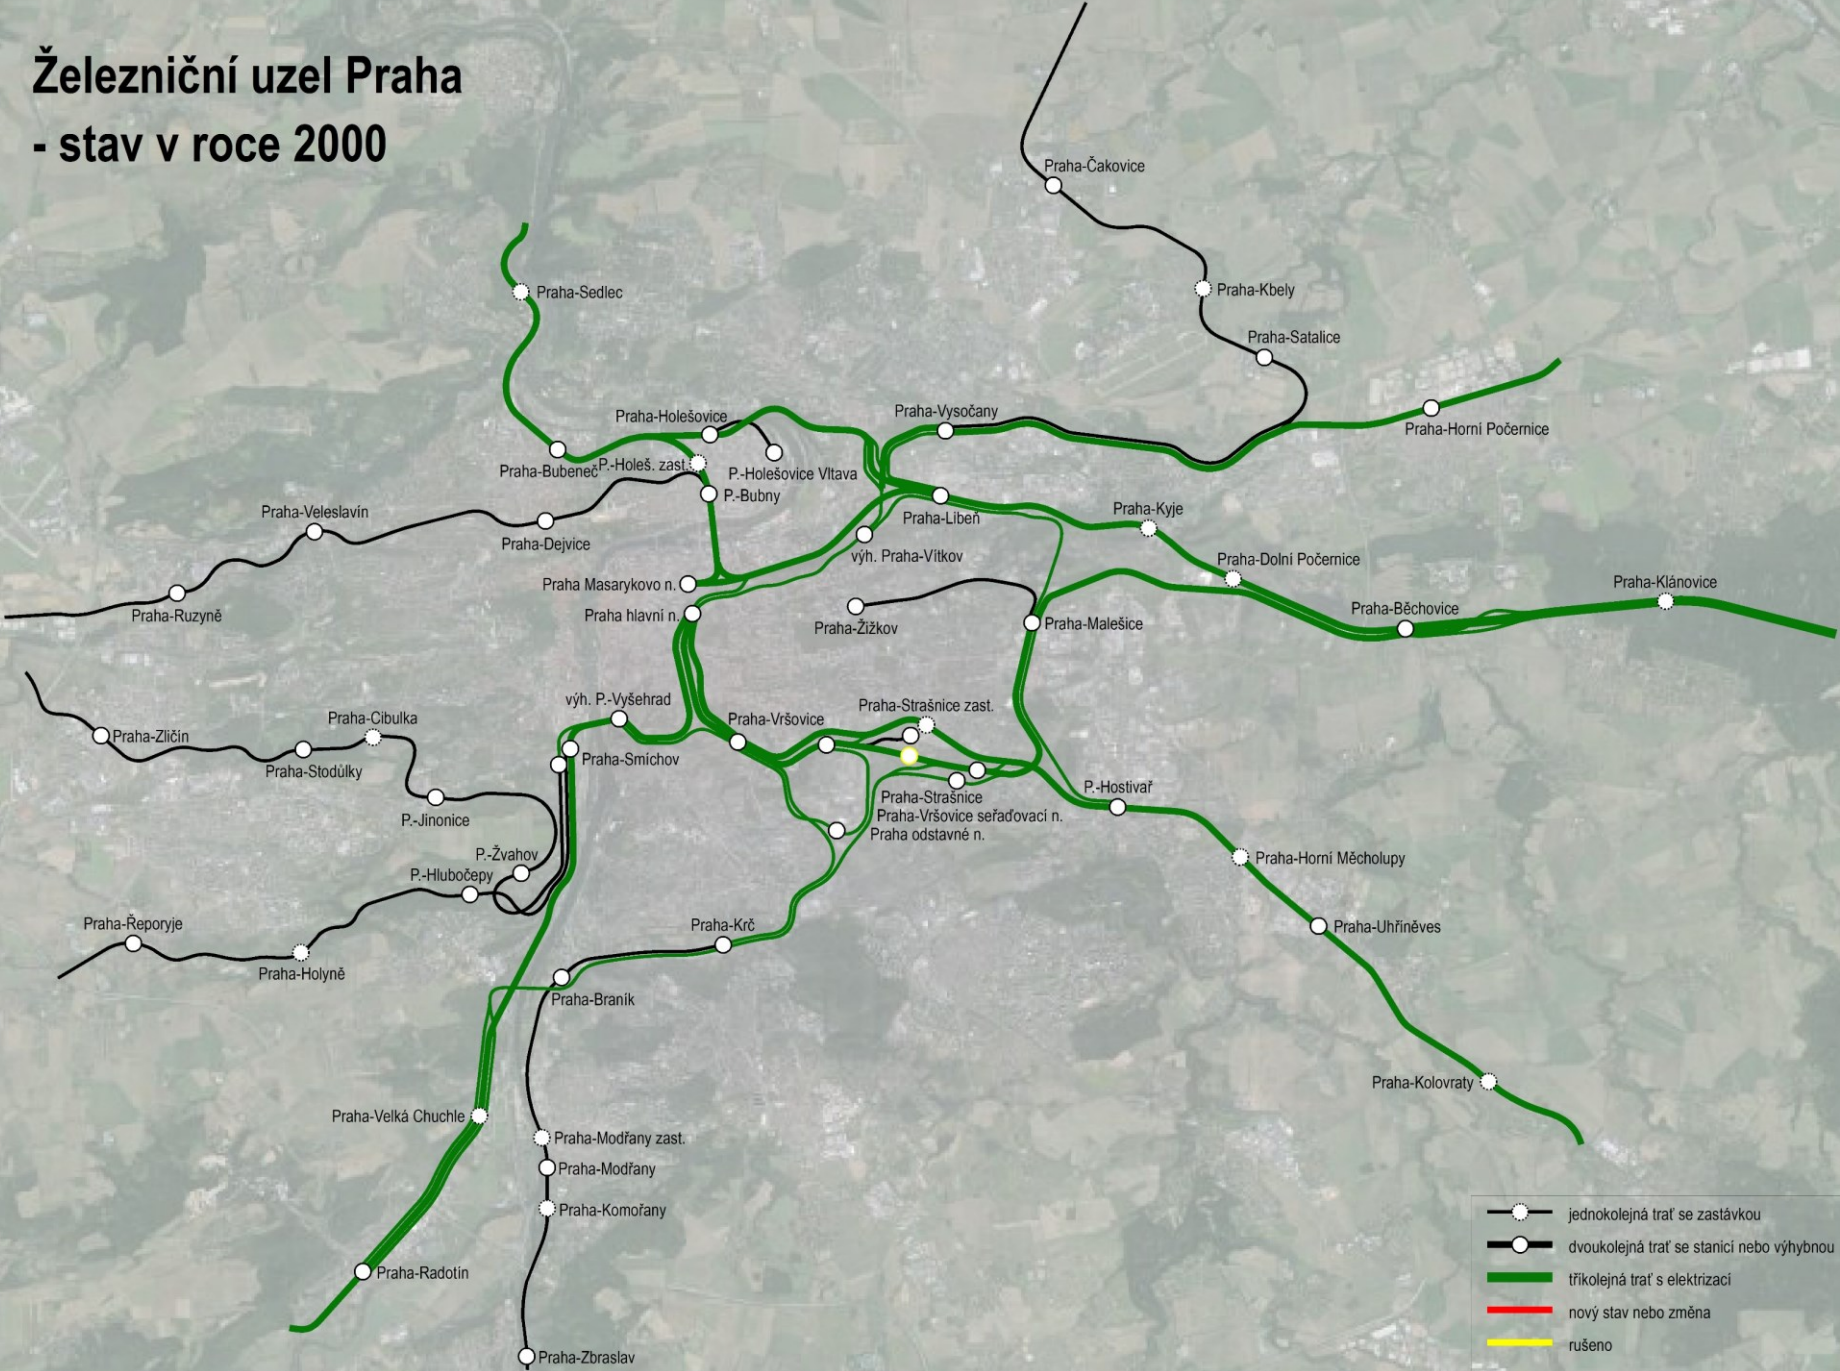 Železniční uzel Praha
- stav v roce 2000
Praha-Čakovice
Praha-Sedlec
Praha-Kbely
Praha-Satalice
Praha-Holešovice
Praha-Vysočany
Praha-Horní Počernice
Praha-Bubeneč
P.-Holeš. zast.
P.-Holešovice Vltava
P.-Bubny
Praha-Veleslavín
Praha-Libeň
Praha-Kyje
Praha-Dejvice
výh. Praha-Vítkov
Praha-Dolní Počernice
Praha Masarykovo n.
Praha-Klánovice
Praha-Ruzyně
Praha hlavní n.
Praha-Žižkov
Praha-Malešice
Praha-Běchovice
výh. P.-Vyšehrad
Praha-Strašnice zast.
Praha-Cibulka
Praha-Vršovice
Praha-Zličín
Praha-Stodůlky
Praha-Smíchov
P.-Hostivař
Praha-Strašnice
Praha-Vršovice seřaďovací n.
Praha odstavné n.
P.-Jinonice
P.-Žvahov
P.-Hlubočepy
Praha-Horní Měcholupy
Praha-Řeporyje
Praha-Krč
Praha-Uhříněves
Praha-Holyně
Praha-Braník
Praha-Kolovraty
Praha-Velká Chuchle
Praha-Modřany zast.
Praha-Modřany
Praha-Komořany
Praha-Radotín
Praha-Zbraslav
jednokolejná trať se zastávkou
dvoukolejná trať se stanicí nebo výhybnou
tříkolejná trať s elektrizací
nový stav nebo změna
rušeno